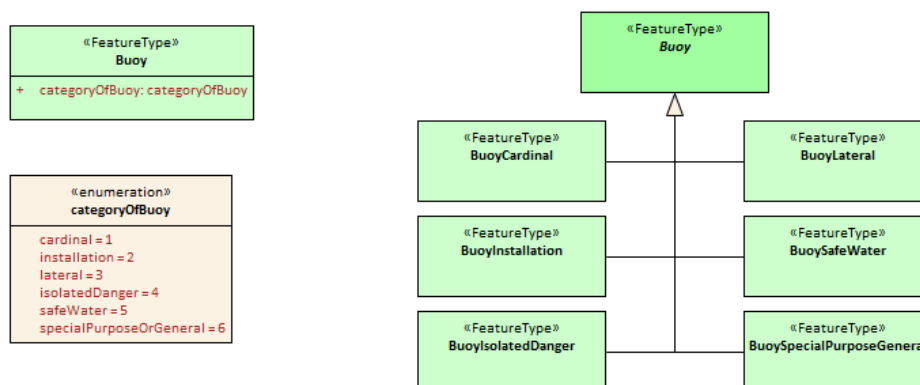 «FeatureType»
Buoy
+ categoryOfBuoy: categoryOfBuoy
«enumeration»
categoryOfBuoy
cardinal = 1
installation = 2
lateral = 3
isolatedDanger = 4
safeWater = 5
specialPurposeOrGeneral = 6
«FeatureType»
Buoy
«FeatureType»
BuoyCardinal
«FeatureType»
BuoyLateral
«FeatureType»
BuoyInstallation
«FeatureType»
BuoySafeWater
«FeatureType»
BuoyIsolatedDanger
«FeatureType»
BuoySpecialPurposeGeneral